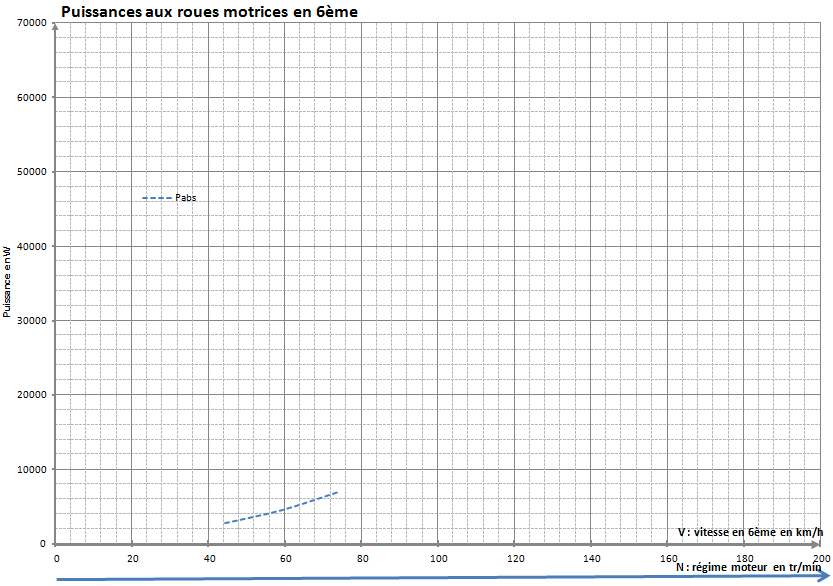 Puissances aux roues motrices en 6ème
70000
60000
50000
Pabs
40000
Puissance en W
30000
20000
10000
V : vitesse en 6ème en km/h
0
0 20 40 60 80 100 120 140 160 180 200
N : régime moteur en tr/min